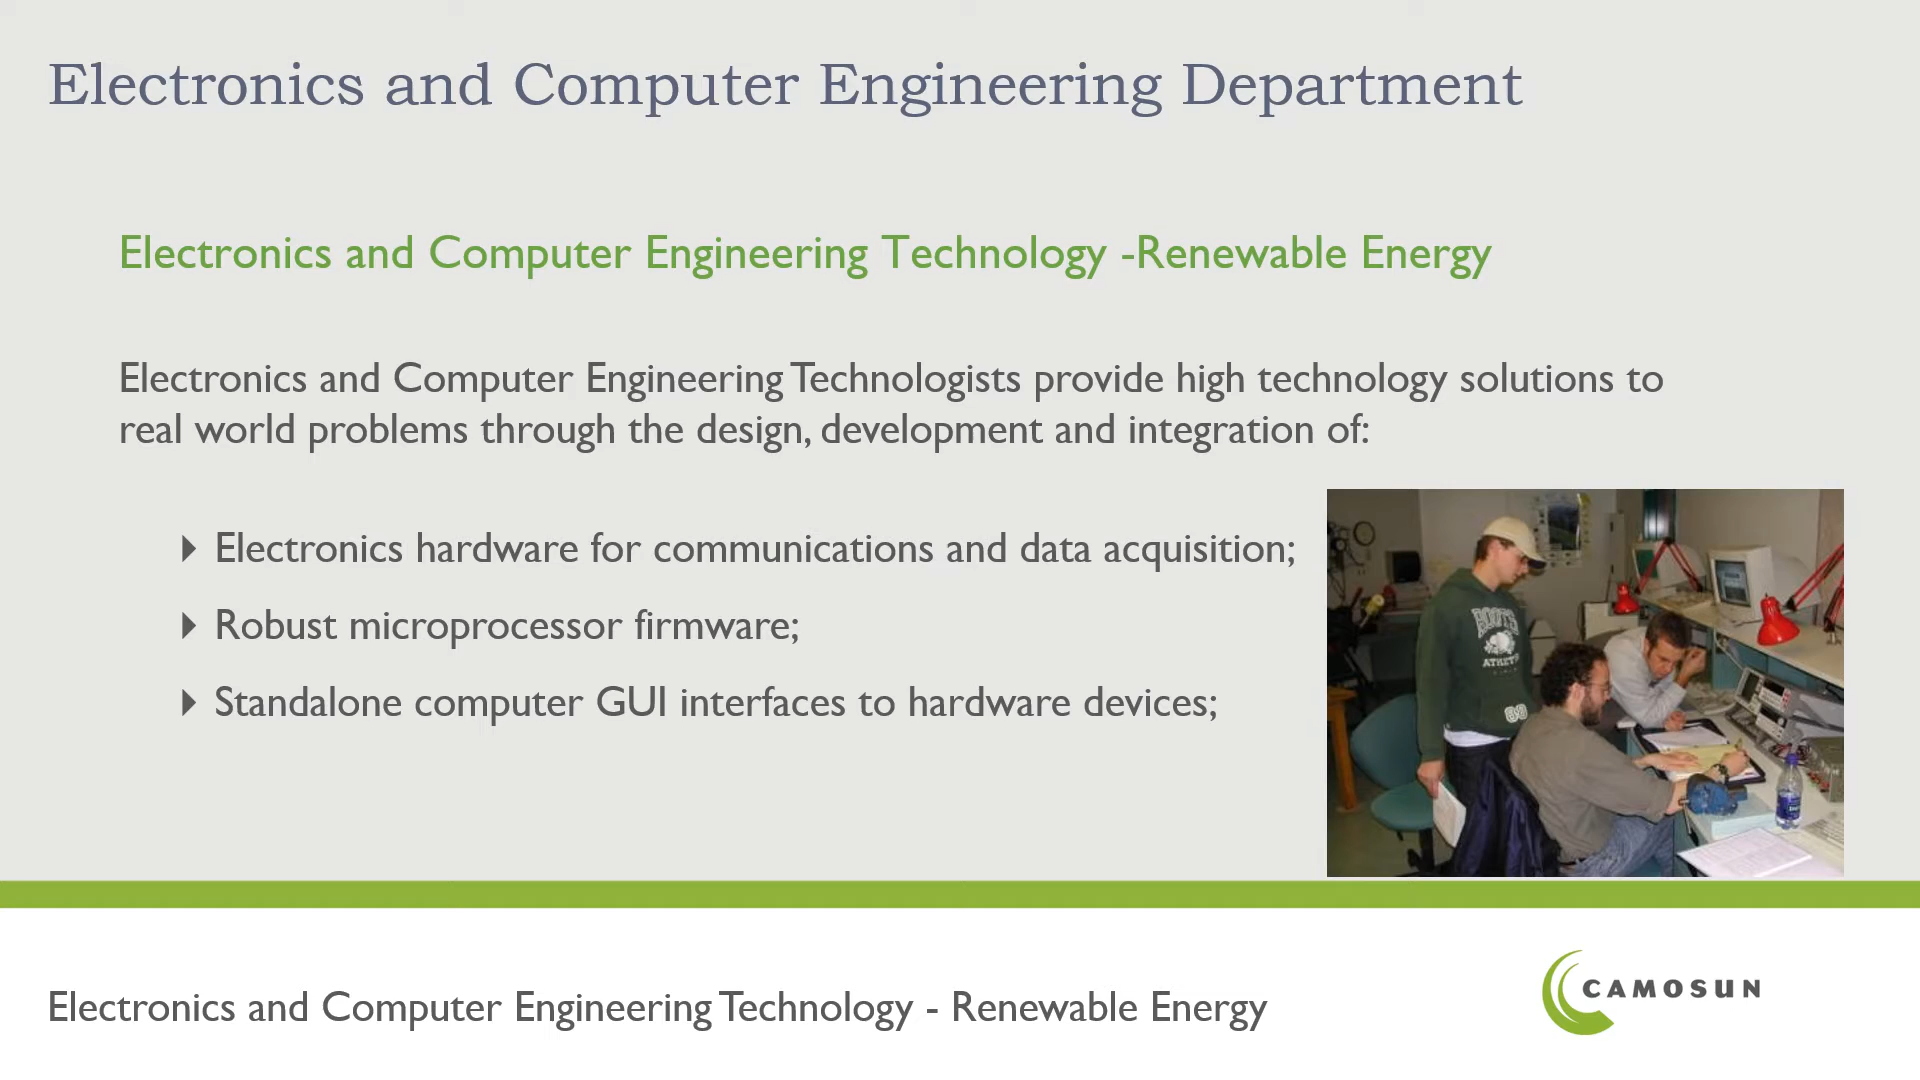 Electronics and Computer Engineering Department
Electronics and Computer Engineering Technology -Renewable Energy
Electronics and Computer Engineering Technologists provide high technology solutions to
real world problems through the design, development and integration of:
Electronics hardware for communications and data acquisition;
Robust microprocessor firmware;
Standalone computer GUI interfaces to hardware devices;
ROOTS
ATHLETI
Electronics and Computer Engineering Technology - Renewable Energy
CAMOSUN